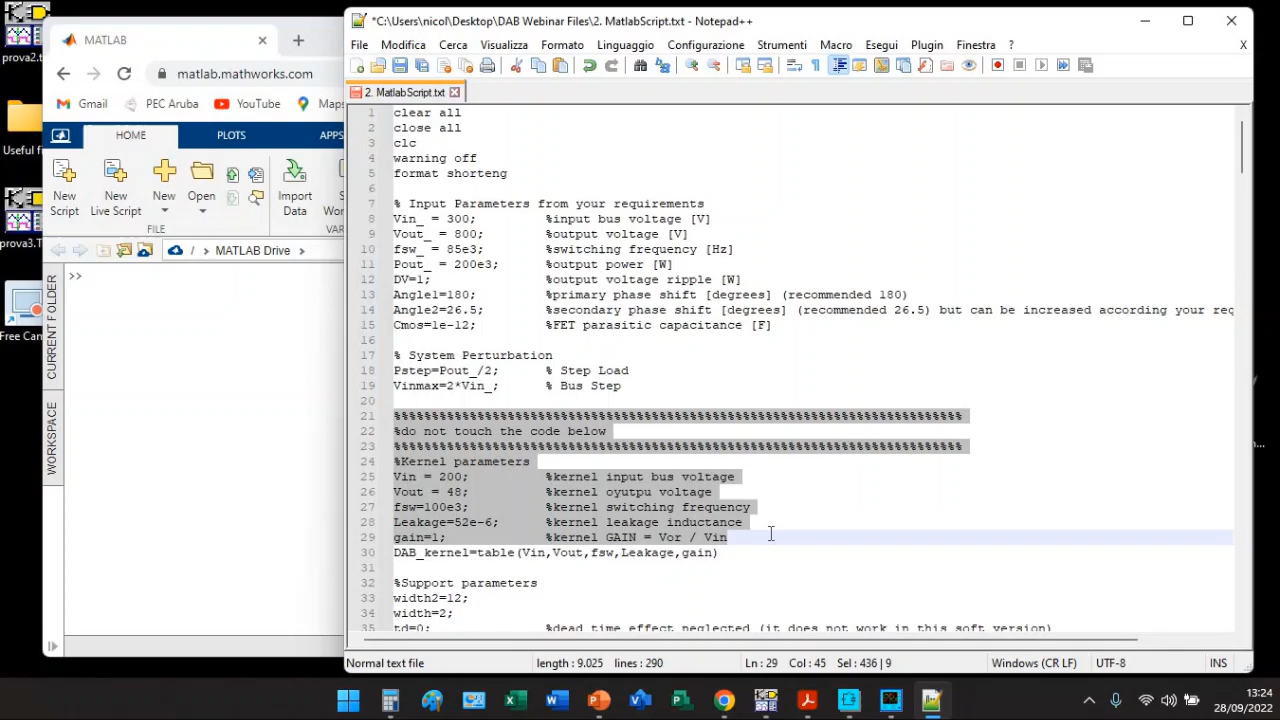 prova2.
Useful f
prova3.T
Free Can
MATLAB
matlab.mathworks.com
Gmail PEC Aruba YouTube Maps
HOME PLOTS APPS
New Script
New Live Script
New
Open
Import Data
FILE
/ MATLAB Drive
CURRENT FOLDER
WORKSPACE
>>
*C:\Users\nicol\Desktop\DAB Webinar Files\2. MatlabScript.txt - Notepad++
File Modifica Cerca Visualizza Formato Linguaggio Configurazione Strumenti Macro Esegui Plugin Finestra ? X
2. MatlabScript.txt
1 clear all
2 close all
3 clc
4 warning off
5 format shorteng
6
7 % Input Parameters from your requirements
8 Vin_ = 300; %input bus voltage [V]
9 Vout_ = 800; %output voltage [V]
10 fsw_ = 85e3; %switching frequency [Hz]
11 Pout_ = 200e3; %output power [W]
12 DV=1; %output voltage ripple [W]
13 Angle1=180; %primary phase shift [degrees] (recommended 180)
14 Angle2=26.5; %secondary phase shift [degrees] (recommended 26.5) but can be increased according your req
15 Cmos=1e-12; %FET parasitic capacitance [F]
16
17 % System Perturbation
18 Pstep=Pout_/2; % Step Load
19 Vinmax=2*Vin_; % Bus Step
20
21 %%%%%%%%%%%%%%%%%%%%%%%%%%%%%%%%%%%%%%%%%%%%%%%%%%%%%%%%%%%%%%%%%%%%%%%%%%%
22 %do not touch the code below
23 %%%%%%%%%%%%%%%%%%%%%%%%%%%%%%%%%%%%%%%%%%%%%%%%%%%%%%%%%%%%%%%%%%%%%%%%%%%
24 %Kernel parameters
25 Vin = 200; %kernel input bus voltage
26 Vout = 48; %kernel oyutpu voltage
27 fsw=100e3; %kernel switching frequency
28 Leakage=52e-6; %kernel leakage inductance
29 gain=1; %kernel GAIN = Vor / Vin
30 DAB_kernel=table(Vin,Vout,fsw,Leakage,gain)
31
32 %Support parameters
33 width2=12;
34 width=2;
35 td=0; %dead time effect neglected (it does not work in this soft version)
Normal text file length : 9.025 lines : 290 Ln : 29 Col : 45 Sel : 436 | 9 Windows (CR LF) UTF-8 INS
13:24
28/09/2022